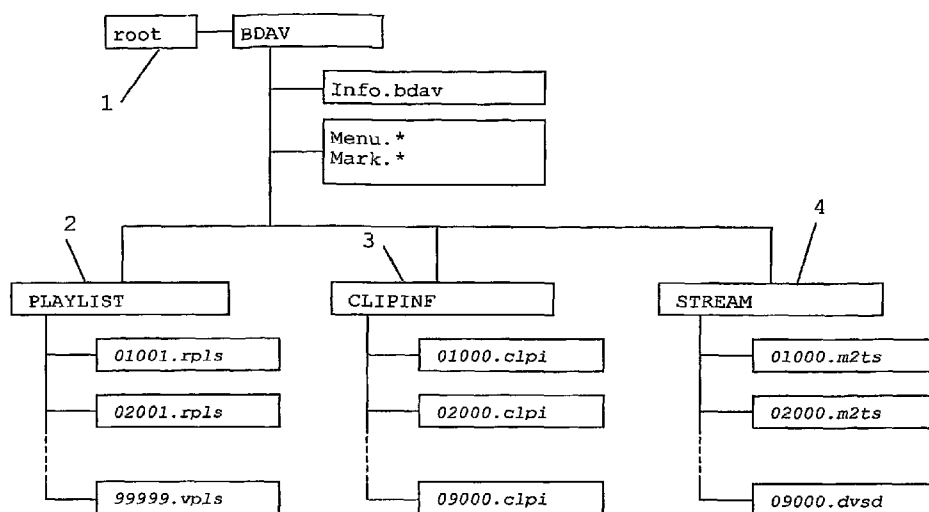 root
BDAV
1
Info.bdav
Menu.*
Mark.*
2
3
4
PLAYLIST
CLIPINF
STREAM
01001.rpls
01000.clpi
01000.m2ts
02001.rpls
02000.clpi
02000.m2ts
99999.vpls
09000.clpi
09000.dvsd